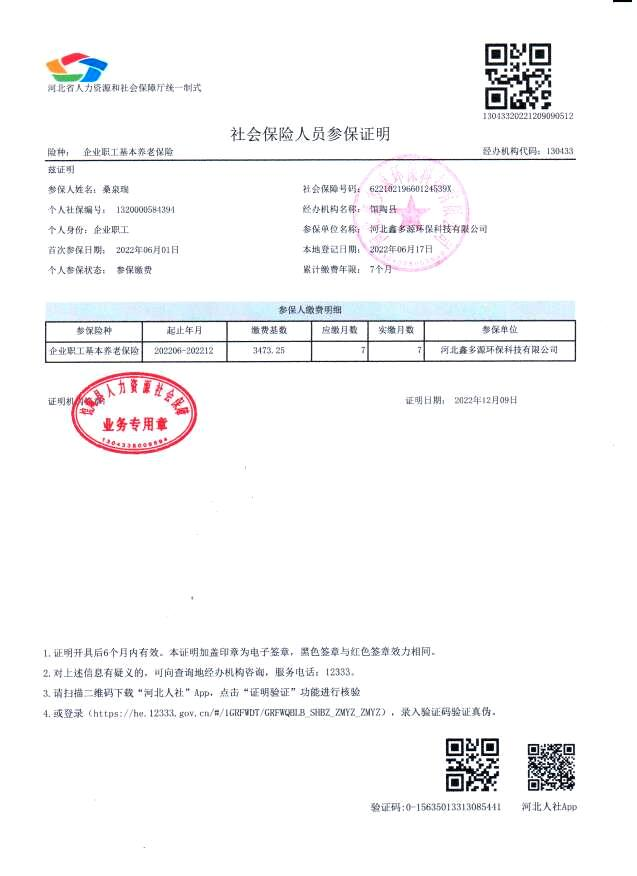 河北省人力资源和社会保障厅统一制式
13043320221209090512
社会保险人员参保证明
险种： 企业职工基本养老保险 经办机构代码：130433
兹证明
参保人姓名：桑泉瑞 社会保障号码：62210219660124539X
个人社保编号：1320000584394 经办机构名称：馆陶县
个人身份：企业职工 参保单位名称：河北鑫多源环保科技有限公司
首次参保日期：2022年06月01日 本地登记日期：2022年06月17日
个人参保状态：参保缴费 累计缴费年限：7个月
参保人缴费明细
参保险种 起止年月 缴费基数 应缴月数 实缴月数 参保单位
企业职工基本养老保险 202206-202212 3473.25 7 7 河北鑫多源环保科技有限公司
证明机 证明日期：2022年12月09日
县人力资源社会保障
业务专用章
1.证明开具后6个月内有效。本证明加盖印章为电子签章，黑色签章与红色签章效力相同。
2.对上述信息有疑义的，可向查询地经办机构咨询，服务电话：12333。
3.请扫描二维码下载“河北人社”App，点击“证明验证”功能进行核验
4.或登录（https://he.12333.gov.cn/#/1GRFWDT/GRFWQBLB_SHBZ_ZMYZ_ZMYZ），录入验证码验证真伪。
验证码:0-15635013313085441 河北人社App